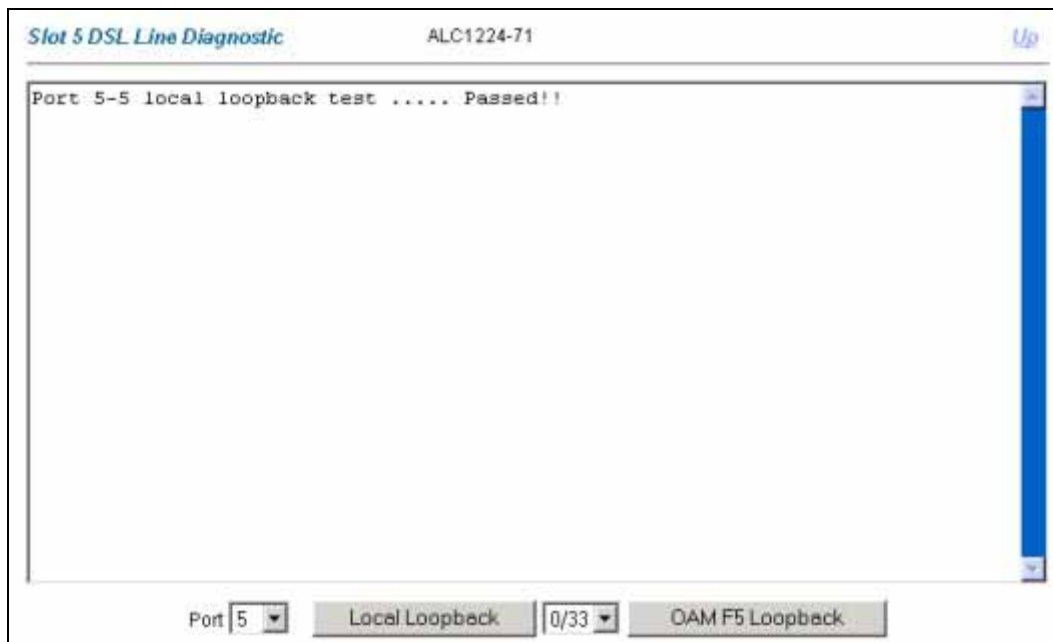 Slot 5 DSL Line Diagnostic ALC1224-71 Up
Port 5-5 local loopback test ..... Passed!!
Port 5 Local Loopback 0/33 OAM F5 Loopback